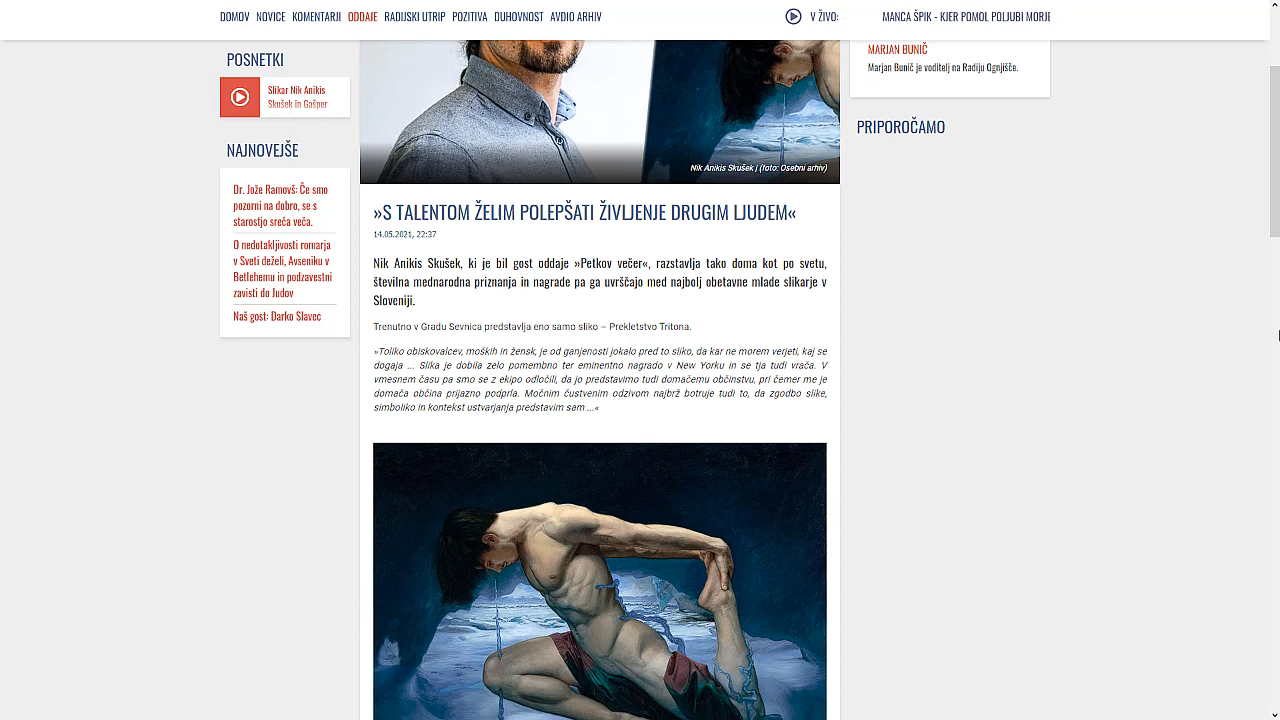 DOMOV NOVICE KOMENTARJI ODDAJE RADIJSKI UTRIP POZITIVA DUHOVNOST AVDIO ARHIV
V ŽIVO: MANCA ŠPIK - KJER POMOL POLJUBI MORJE
POSNETKI
Slikar Nik Anikis
Skušek in Gašper
NAJNOVEJŠE
Dr. Jože Ramovš: Če smo
pozorni na dobro, se s
starostjo sreča veča.
O nedotakljivosti romarja
v Sveti deželi, Avseniku v
Betlehemu in podzavestni
zavisti do Judov
Naš gost: Darko Slavec
Nik Anikis Skušek | (foto: Osebni arhiv)
»S TALENTOM ŽELIM POLEPŠATI ŽIVLJENJE DRUGIM LJUDEM«
14.05.2021, 22:37
Nik Anikis Skušek, ki je bil gost oddaje »Petkov večer«, razstavlja tako doma kot po svetu,
številna mednarodna priznanja in nagrade pa ga uvrščajo med najbolj obetavne mlade slikarje v
Sloveniji.
Trenutno v Gradu Sevnica predstavlja eno samo sliko – Prekletstvo Tritona.
»Toliko obiskovalcev, moških in žensk, je od ganjenosti jokalo pred to sliko, da kar ne morem verjeti, kaj se
dogaja ... Slika je dobila zelo pomembno ter eminentno nagrado v New Yorku in se tja tudi vrača. V
vmesnem času pa smo se z ekipo odločili, da jo predstavimo tudi domačemu občinstvu, pri čemer me je
domača občina prijazno podprla. Močnim čustvenim odzivom najbrž botruje tudi to, da zgodbo slike,
simboliko in kontekst ustvarjanja predstavim sam ...«
MARJAN BUNIČ
Marjan Bunič je voditelj na Radiju Ognjišče.
PRIPOROČAMO